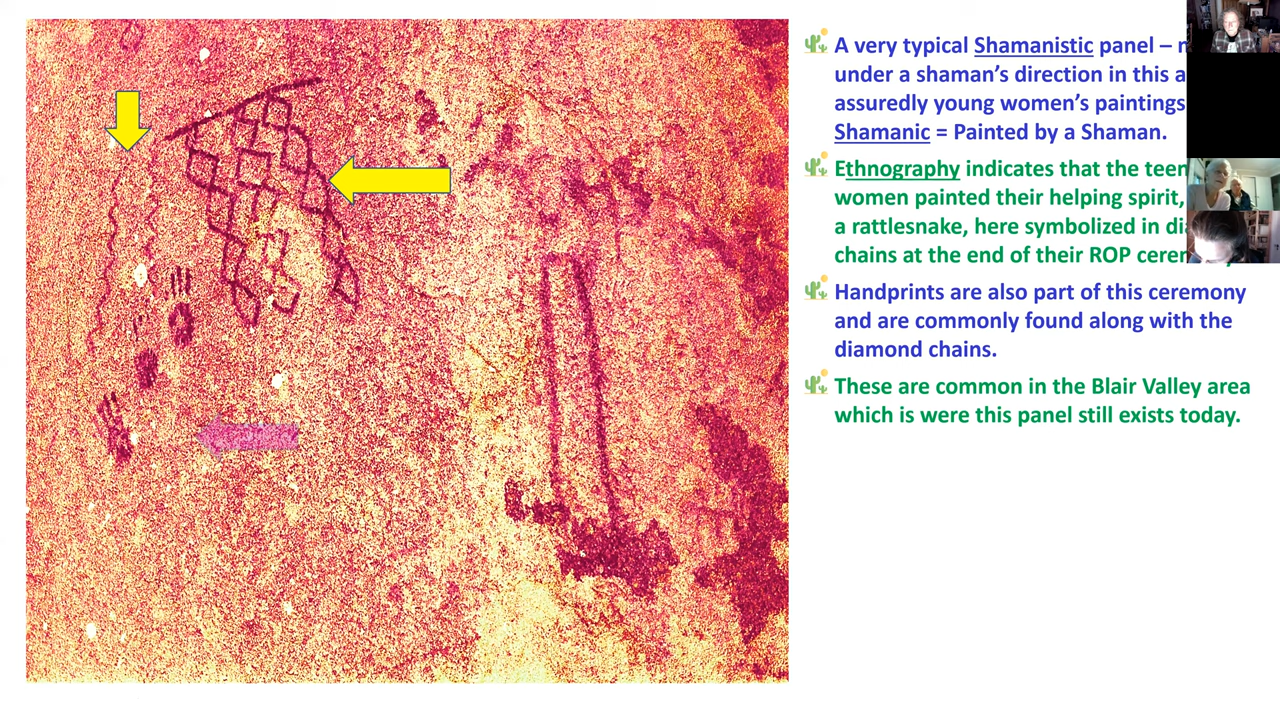 A very typical Shamanistic panel –
under a shaman’s direction in this
assuredly young women’s paintings
Shamanic = Painted by a Shaman.
Ethnography indicates that the
women painted their helping spirit,
a rattlesnake, here symbolized in
chains at the end of their ROP
Handprints are also part of this ceremony
and are commonly found along with the
diamond chains.
These are common in the Blair Valley area
which is were this panel still exists today.